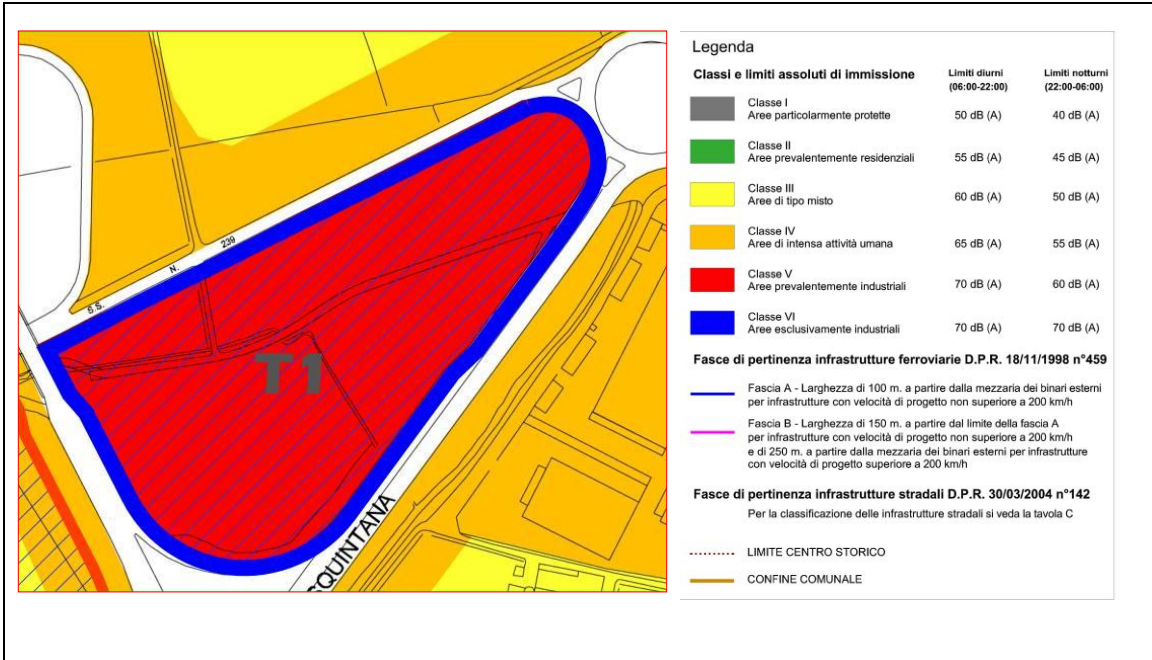 S.S. N. 239
T1
SQUINTANA
Legenda
Classi e limiti assoluti di immissione
Limiti diurni
(06:00-22:00)
Limiti notturni
(22:00-06:00)
Classe I
Aree particolarmente protette
50 dB (A)
40 dB (A)
Classe II
Aree prevalentemente residenziali
55 dB (A)
45 dB (A)
Classe III
Aree di tipo misto
60 dB (A)
50 dB (A)
Classe IV
Aree di intensa attività umana
65 dB (A)
55 dB (A)
Classe V
Aree prevalentemente industriali
70 dB (A)
60 dB (A)
Classe VI
Aree esclusivamente industriali
70 dB (A)
70 dB (A)
Fasce di pertinenza infrastrutture ferroviarie D.P.R. 18/11/1998 n°459
Fascia A - Larghezza di 100 m. a partire dalla mezzaria dei binari esterni
per infrastrutture con velocità di progetto non superiore a 200 km/h
Fascia B - Larghezza di 150 m. a partire dal limite della fascia A
per infrastrutture con velocità di progetto non superiore a 200 km/h
e di 250 m. a partire dalla mezzaria dei binari esterni per infrastrutture
con velocità di progetto superiore a 200 km/h
Fasce di pertinenza infrastrutture stradali D.P.R. 30/03/2004 n°142
Per la classificazione delle infrastrutture stradali si veda la tavola C
LIMITE CENTRO STORICO
CONFINE COMUNALE